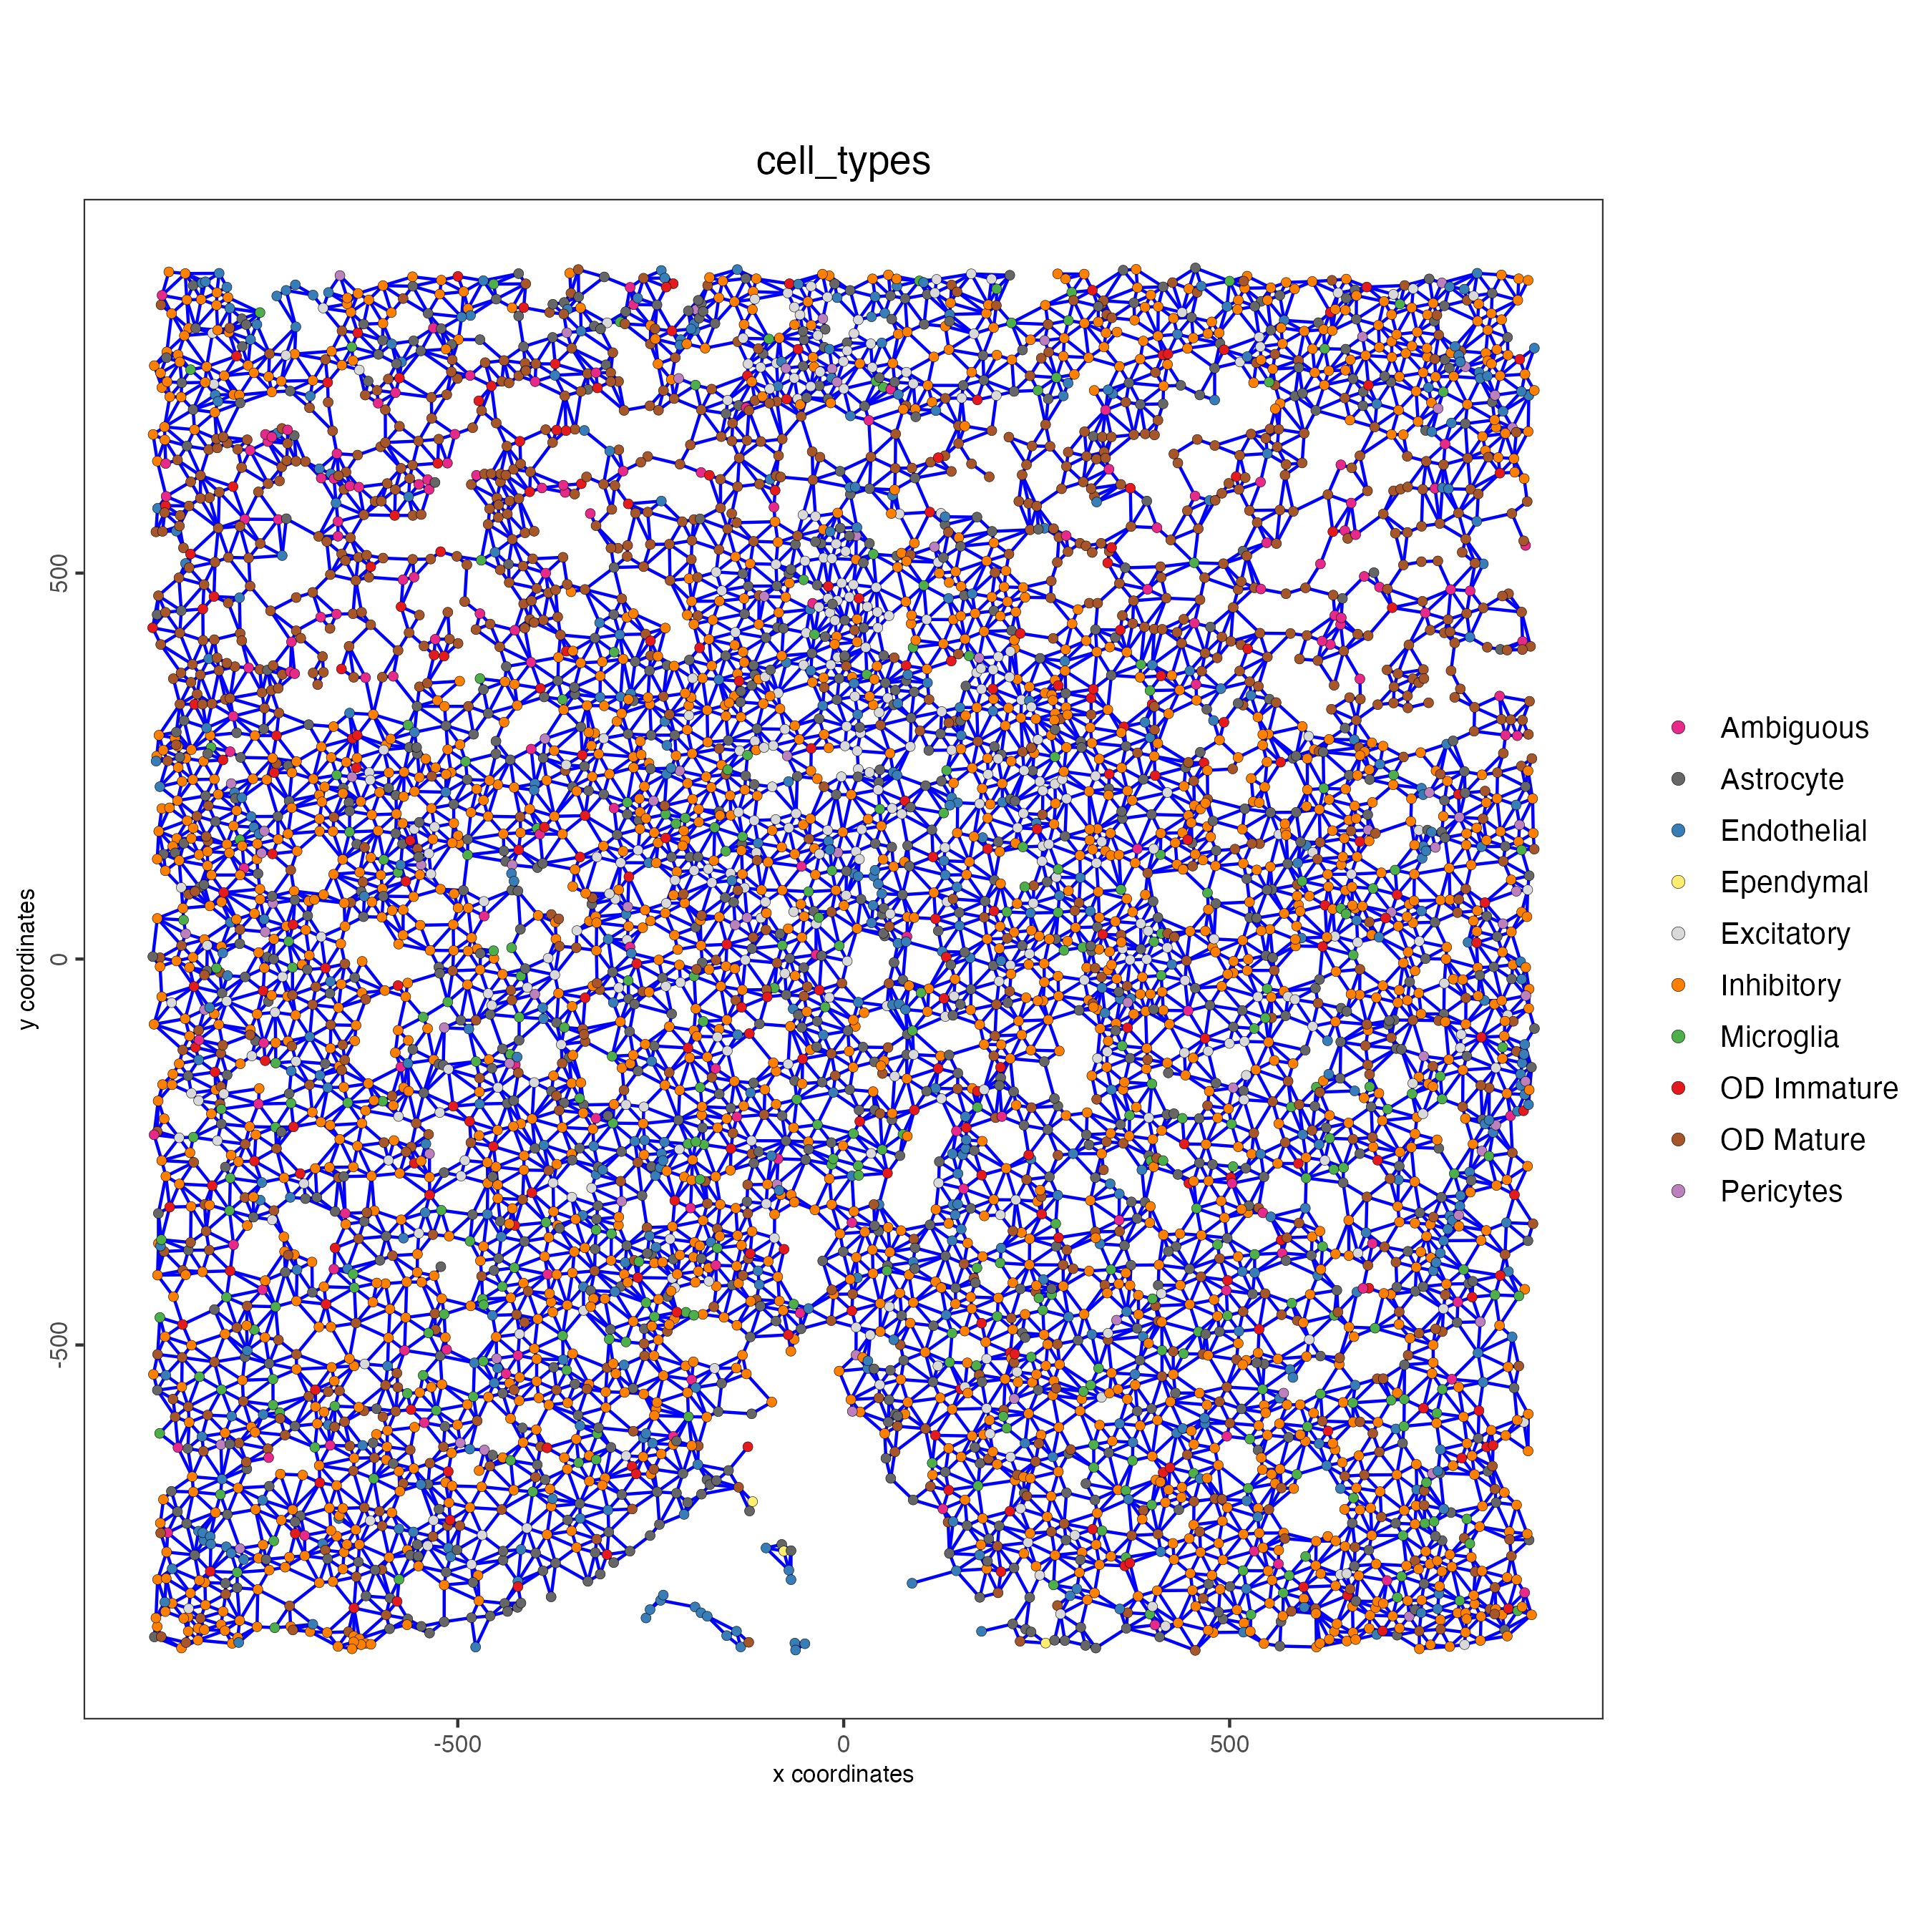 cell_types
500
0
-500
y coordinates
-500
0
500
x coordinates
Ambiguous
Astrocyte
Endothelial
Ependymal
Excitatory
Inhibitory
Microglia
OD Immature
OD Mature
Pericytes